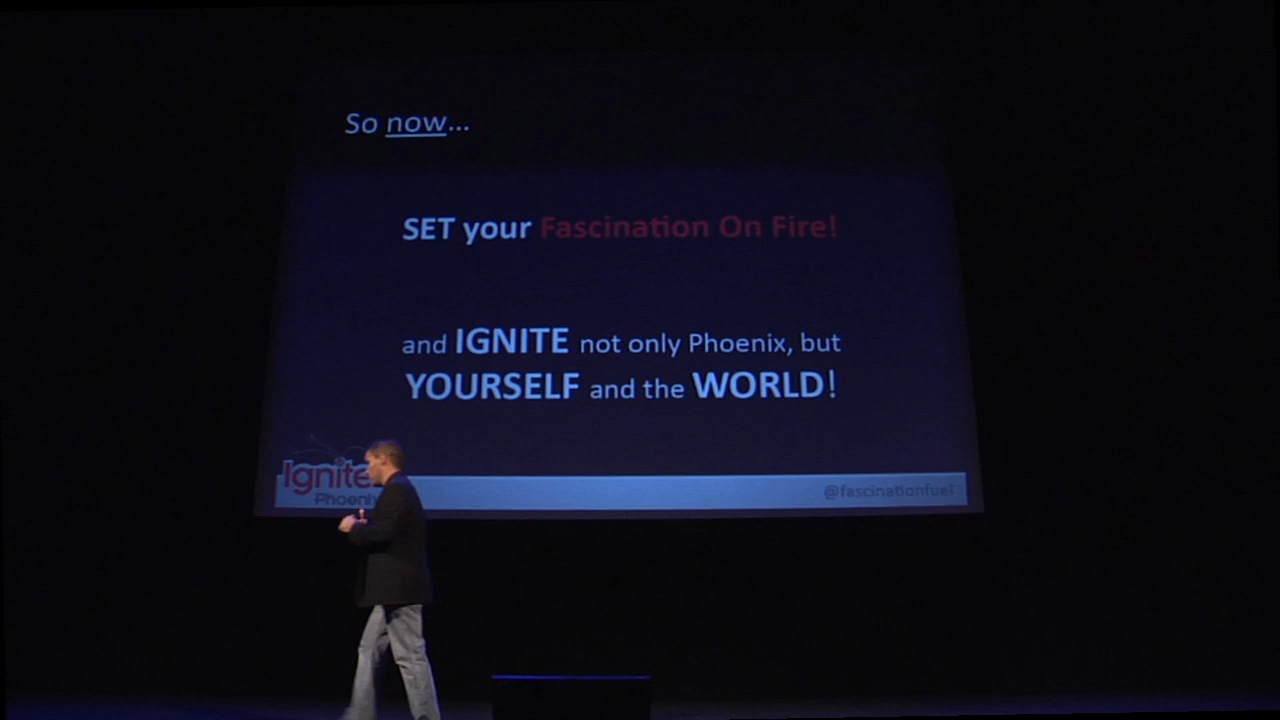 So now...
SET your Fascination On Fire!
and IGNITE not only Phoenix, but
YOURSELF and the WORLD!
Ignite
Phoenix
@fascinationfuel